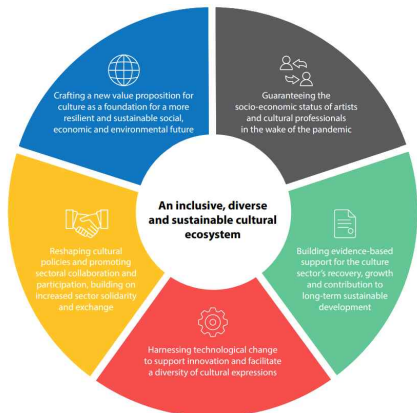 Crafting a new value proposition for
culture as a foundation for a more
resilient and sustainable social,
economic and environmental future
Guaranteeing the
socio-economic status of artists
and cultural professionals
in the wake of the pandemic
An inclusive, diverse
and sustainable cultural
ecosystem
Reshaping cultural
policies and promoting
sectoral collaboration and
participation, building on
increased sector solidarity
and exchange
Building evidence-based
support for the culture
sector's recovery, growth
and contribution to
long-term sustainable
development
Harnessing technological change
to support innovation and facilitate
a diversity of cultural expressions